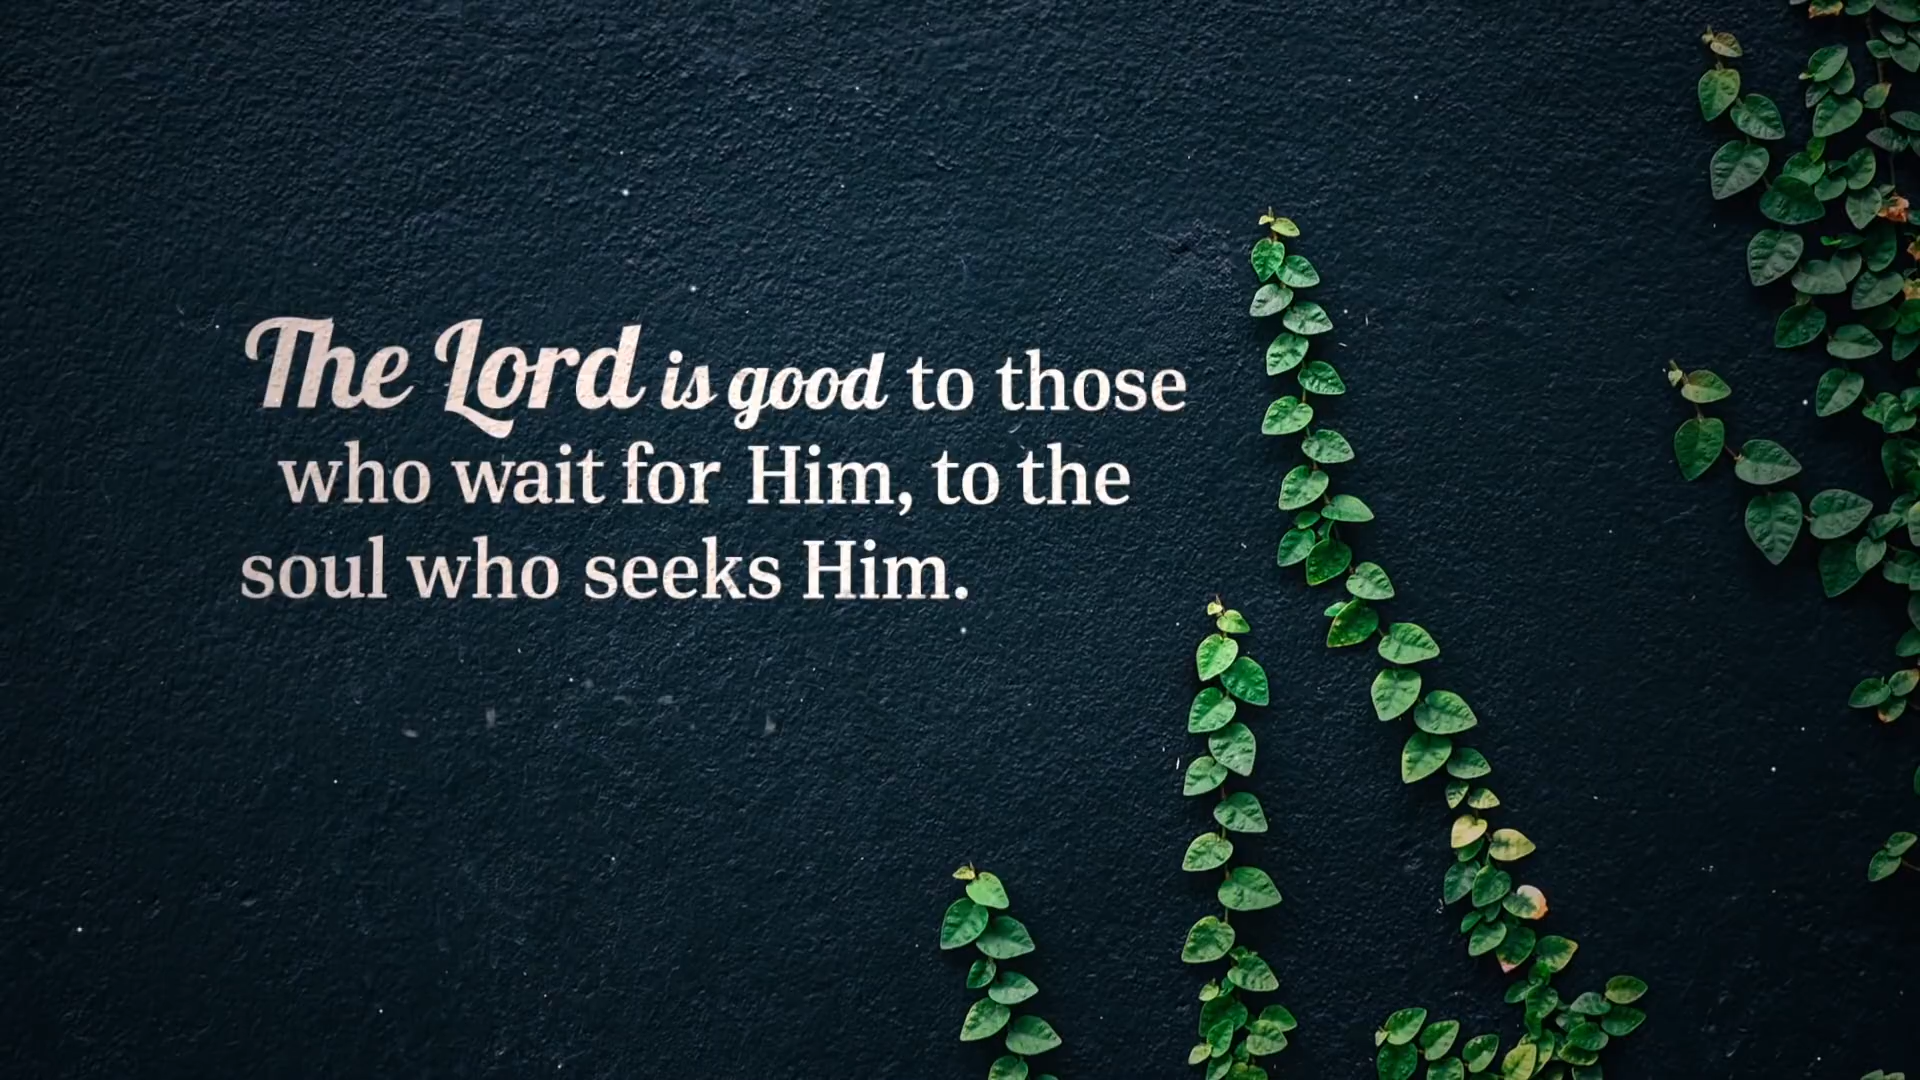 The Lord is good to those
who wait for Him, to the
soul who seeks Him.